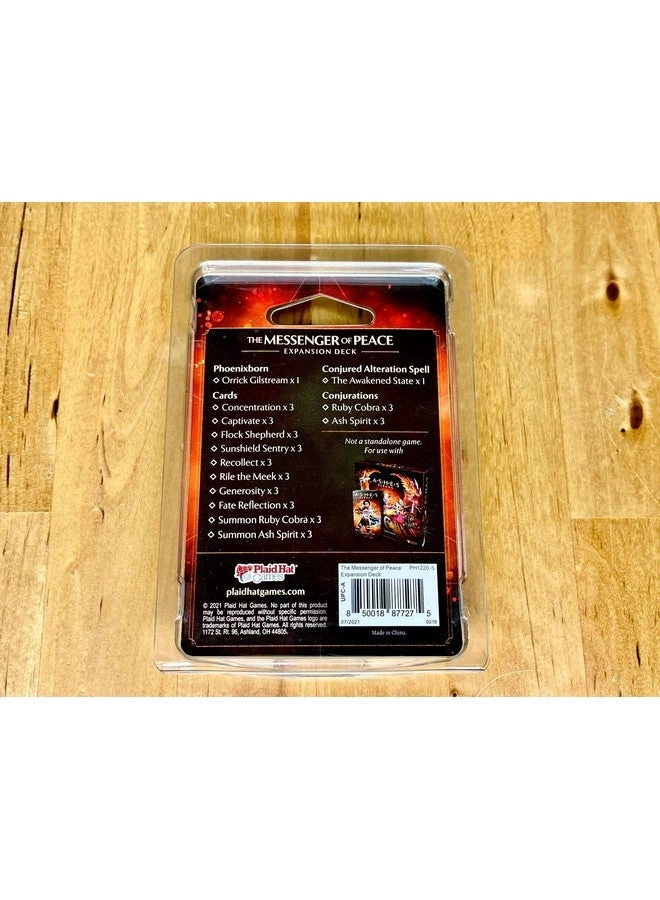 THE MESSENGER OF PEACE
EXPANSION DECK
Phoenixborn
◇ Orrick Gilstream x 1
Cards
◇ Concentration x 3
◇ Captivate x 3
◇ Flock Shepherd x 3
◇ Sunshield Sentry x 3
◇ Recollect x 3
◇ Rile the Meek x 3
◇ Generosity x 3
◇ Fate Reflection x 3
◇ Summon Ruby Cobra x 3
◇ Summon Ash Spirit x 3
Conjured Alteration Spell
◇ The Awakened State x 1
Conjurations
◇ Ruby Cobra x 3
◇ Ash Spirit x 3
Not a standalone game.
For use with
ASHES
Plaid Hat
Games
plaidhatgames.com
© 2021 Plaid Hat Games. No part of this product
may be reproduced without specific permission.
Plaid Hat Games, and the Plaid Hat Games logo are
trademarks of Plaid Hat Games. All rights reserved.
1172 St. Rt. 96, Ashland, OH 44805.
The Messenger of Peace PH1220-5
Expansion Deck
UPC-A
8 50018 87727 5
07/2021 0018
Made in China.